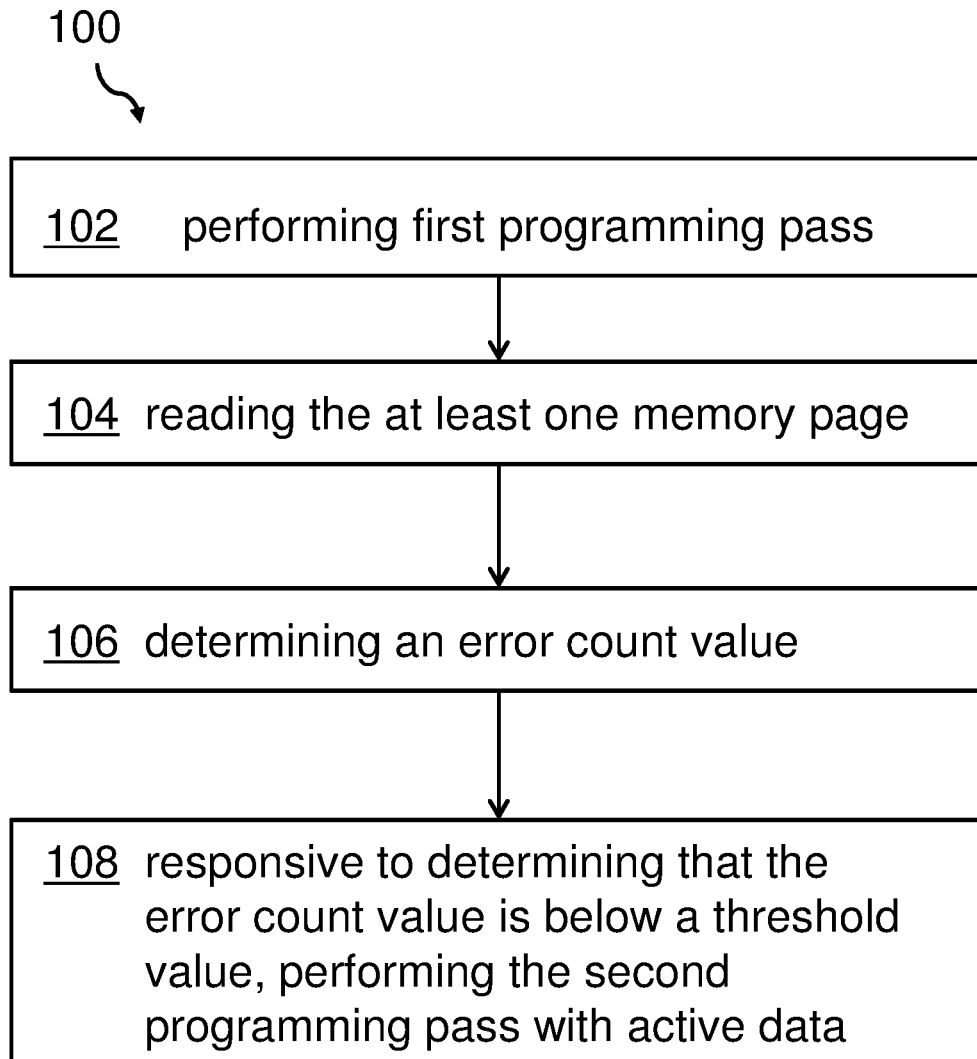 100
102 performing first programming pass
104 reading the at least one memory page
106 determining an error count value
108 responsive to determining that the
error count value is below a threshold
value, performing the second
programming pass with active data